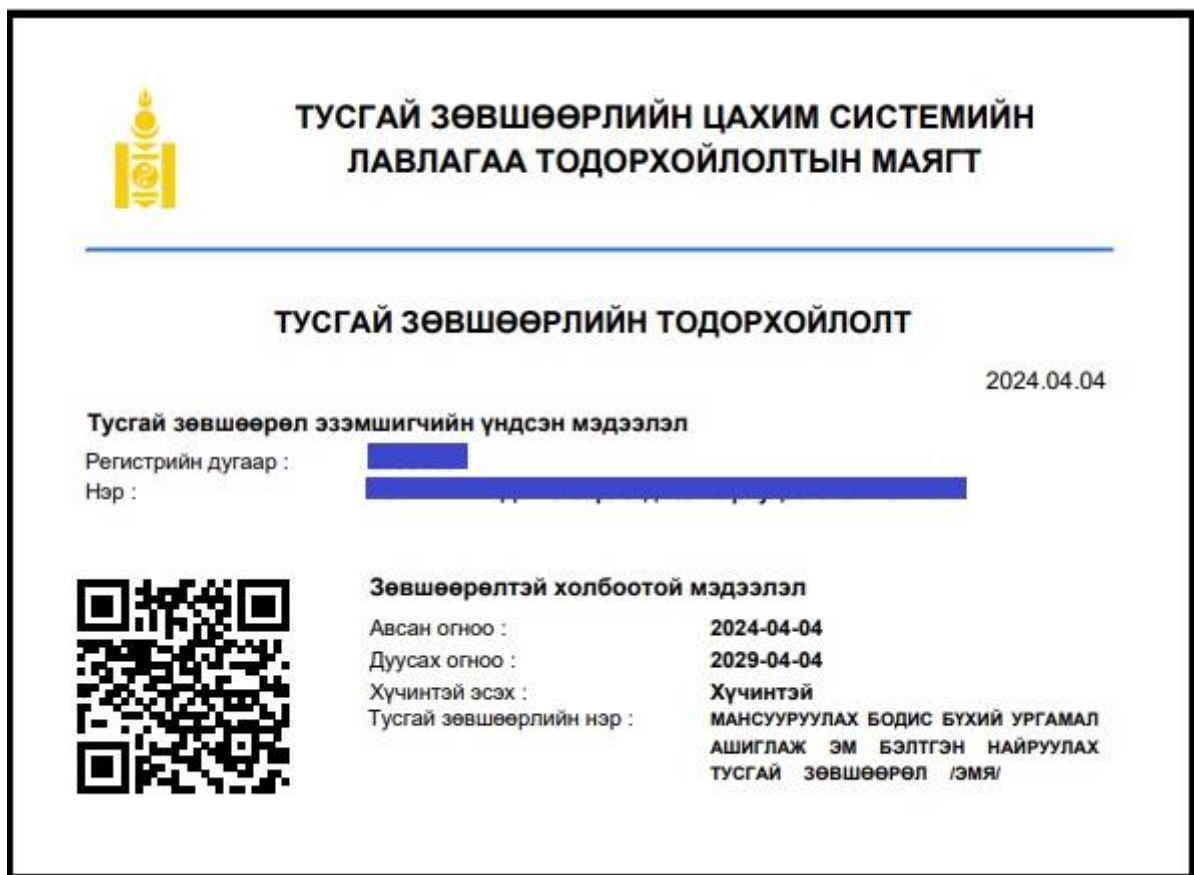 ТУСГАЙ ЗӨВШӨӨРЛИЙН ЦАХИМ СИСТЕМИЙН
ЛАВЛАГАА ТОДОРХОЙЛОЛТЫН МАЯГТ
ТУСГАЙ ЗӨВШӨӨРЛИЙН ТОДОРХОЙЛОЛТ
2024.04.04
Тусгай зөвшөөрөл эзэмшигчийн үндсэн мэдээлэл
Регистрийн дугаар :
Нэр :
Зөвшөөрөлтэй холбоотой мэдээлэл
Авсан огноо : 2024-04-04
Дуусах огноо : 2029-04-04
Хүчинтэй эсэх : Хүчинтэй
Тусгай зөвшөөрлийн нэр : МАНСУУРУУЛАХ БОДИС БҮХИЙ УРГАМАЛ
АШИГЛАЖ ЭМ БЭЛТГЭН НАЙРУУЛАХ
ТУСГАЙ ЗӨВШӨӨРӨЛ /ЭМЯ/